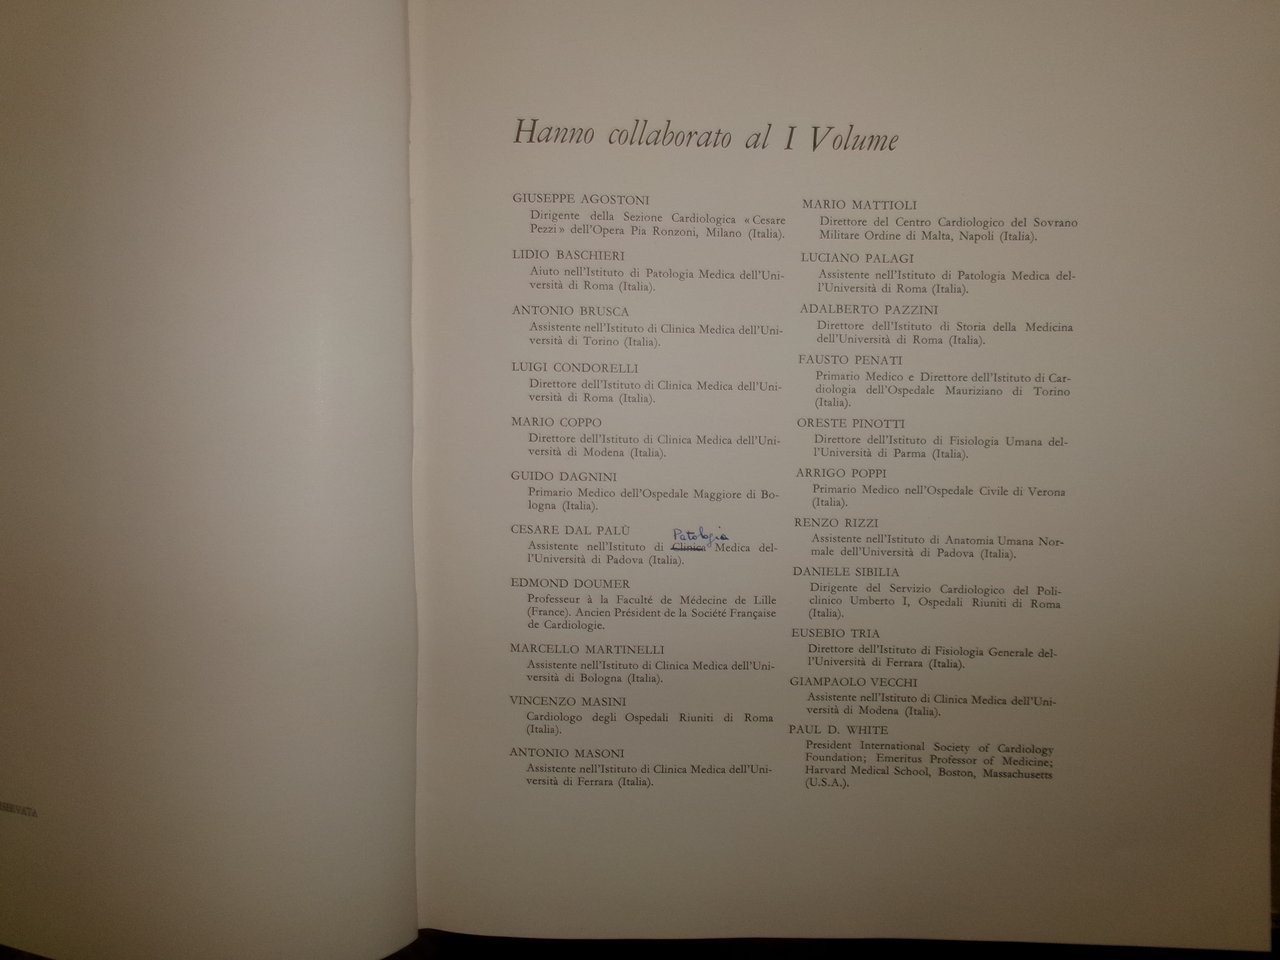 Hanno collaborato al I Volume
GIUSEPPE AGOSTONI
Dirigente della Sezione Cardiologica « Cesare
Pezzi » dell'Opera Pia Ronzoni, Milano (Italia).
LIDIO BASCHIERI
Aiuto nell'Istituto di Patologia Medica dell'Uni-
versità di Roma (Italia).
ANTONIO BRUSCA
Assistente nell'Istituto di Clinica Medica dell'Uni-
versità di Torino (Italia).
LUIGI CONDORELLI
Direttore dell'Istituto di Clinica Medica dell'Uni-
versità di Roma (Italia).
MARIO COPPO
Direttore dell'Istituto di Clinica Medica dell'Uni-
versità di Modena (Italia).
GUIDO DAGNINI
Primario Medico dell'Ospedale Maggiore di Bo-
logna (Italia).
CESARE DAL PALÙ
Patologia
Assistente nell'Istituto di Clinica Medica del-
l'Università di Padova (Italia).
EDMOND DOUMER
Professeur à la Faculté de Médecine de Lille
(France). Ancien Président de la Société Française
de Cardiologie.
MARCELLO MARTINELLI
Assistente nell'Istituto di Clinica Medica dell'Uni-
versità di Bologna (Italia).
VINCENZO MASINI
Cardiologo degli Ospedali Riuniti di Roma
(Italia).
ANTONIO MASONI
Assistente nell'Istituto di Clinica Medica dell'Uni-
versità di Ferrara (Italia).
MARIO MATTIOLI
Direttore del Centro Cardiologico del Sovrano
Militare Ordine di Malta, Napoli (Italia).
LUCIANO PALAGI
Assistente nell'Istituto di Patologia Medica del-
l'Università di Roma (Italia).
ADALBERTO PAZZINI
Direttore dell'Istituto di Storia della Medicina
dell'Università di Roma (Italia).
FAUSTO PENATI
Primario Medico e Direttore dell'Istituto di Car-
diologia dell'Ospedale Mauriziano di Torino
(Italia).
ORESTE PINOTTI
Direttore dell'Istituto di Fisiologia Umana del-
l'Università di Parma (Italia).
ARRIGO POPPI
Primario Medico nell'Ospedale Civile di Verona
(Italia).
RENZO RIZZI
Assistente nell'Istituto di Anatomia Umana Nor-
male dell'Università di Padova (Italia).
DANIELE SIBILIA
Dirigente del Servizio Cardiologico del Poli-
clinico Umberto I, Ospedali Riuniti di Roma
(Italia).
EUSEBIO TRIA
Direttore dell'Istituto di Fisiologia Generale del-
l'Università di Ferrara (Italia).
GIAMPAOLO VECCHI
Assistente nell'Istituto di Clinica Medica dell'Uni-
versità di Modena (Italia).
PAUL D. WHITE
President International Society of Cardiology
Foundation; Emeritus Professor of Medicine;
Harvard Medical School, Boston, Massachusetts
(U.S.A.).